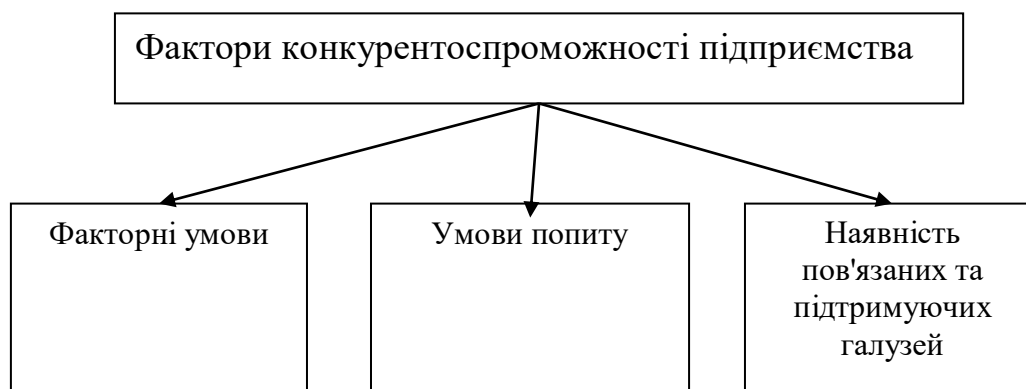 Фактори конкурентоспроможності підприємства
Факторні умови
Умови попиту
Наявність
пов'язаних та
підтримуючих
галузей